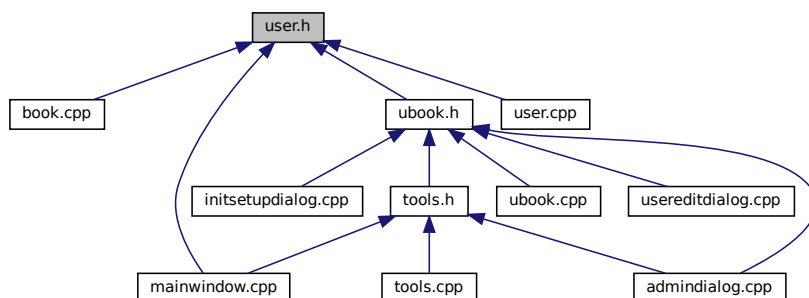 user.h
book.cpp
ubook.h
user.cpp
initsetupdialog.cpp
tools.h
ubook.cpp
usereditdialog.cpp
mainwindow.cpp
tools.cpp
admindialog.cpp